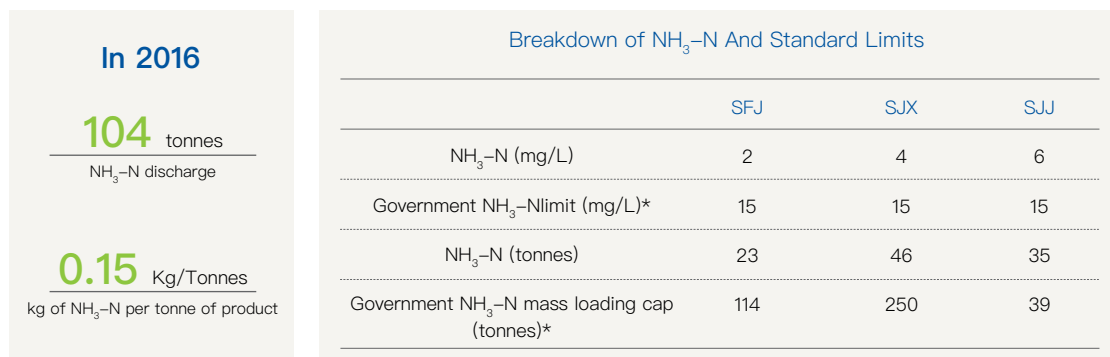 In 2016
104 tonnes
NH₃–N discharge
0.15 Kg/Tonnes
kg of NH₃–N per tonne of product
Breakdown of NH₃–N And Standard Limits
SFJ SJX SJJ
NH₃–N (mg/L) 2 4 6
Government NH₃–Nlimit (mg/L)* 15 15 15
NH₃–N (tonnes) 23 46 35
Government NH₃–N mass loading cap 114 250 39
(tonnes)*